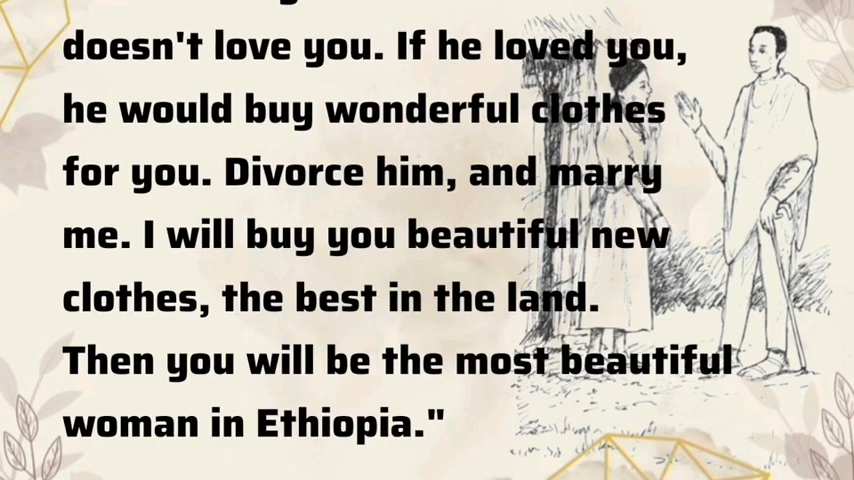 doesn't love you. If he loved you,
he would buy wonderful clothes
for you. Divorce him, and marry
me. I will buy you beautiful new
clothes, the best in the land.
Then you will be the most beautiful
woman in Ethiopia."